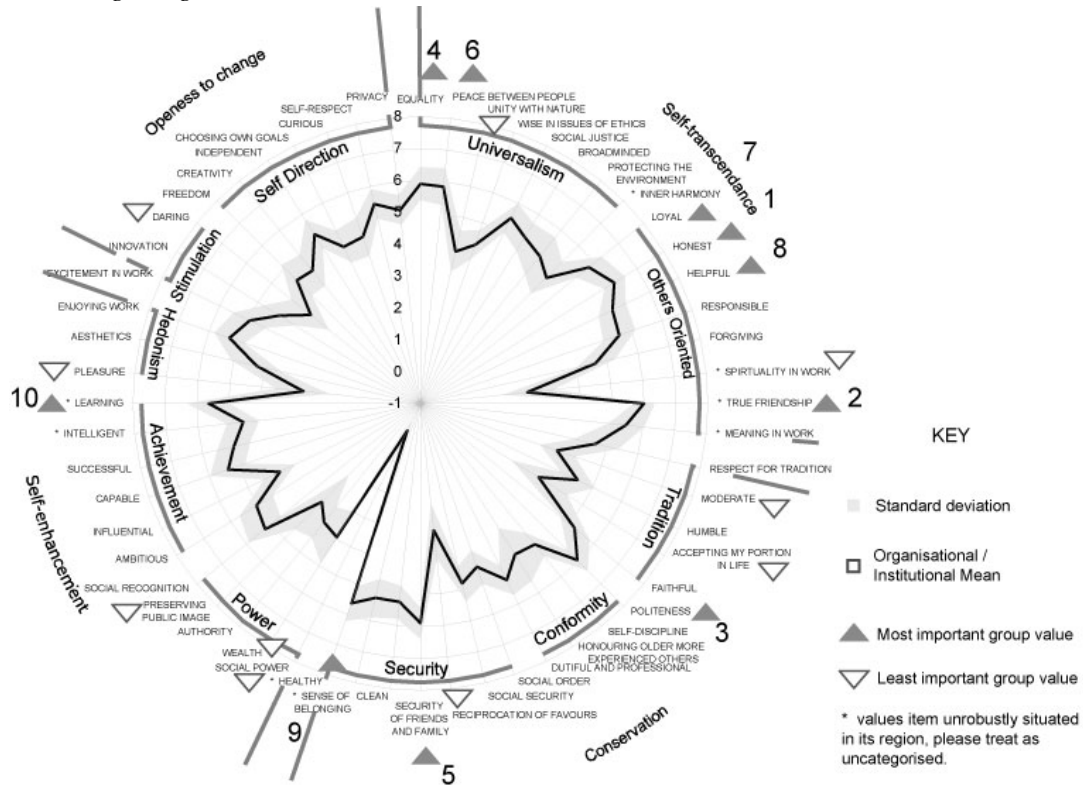 4
6
Openess to change
PRIVACY
EQUALITY
PEACE BETWEEN PEOPLE
SELF-RESPECT
UNITY WITH NATURE
CURIOUS
WISE IN ISSUES OF ETHICS
CHOOSING OWN GOALS
SOCIAL JUSTICE
INDEPENDENT
BROADMINDED
CREATIVITY
PROTECTING THE
ENVIRONMENT
FREEDOM
* INNER HARMONY
DARING
LOYAL
INNOVATION
HONEST
EXCITEMENT IN WORK
HELPFUL
ENJOYING WORK
RESPONSIBLE
AESTHETICS
FORGIVING
PLEASURE
* SPIRTUALITY IN WORK
* LEARNING
* TRUE FRIENDSHIP
* INTELLIGENT
* MEANING IN WORK
SUCCESSFUL
RESPECT FOR TRADITION
CAPABLE
MODERATE
INFLUENTIAL
HUMBLE
AMBITIOUS
ACCEPTING MY PORTION
IN LIFE
SOCIAL RECOGNITION
FAITHFUL
PRESERVING
PUBLIC IMAGE
POLITENESS
AUTHORITY
SELF-DISCIPLINE
WEALTH
HONOURING OLDER MORE
EXPERIENCED OTHERS
SOCIAL POWER
DUTIFUL AND PROFESSIONAL
* HEALTHY
SOCIAL ORDER
* SENSE OF
BELONGING
CLEAN
SOCIAL SECURITY
SECURITY
OF FRIENDS
AND FAMILY
RECIPROCATION OF FAVOURS
Self-transcendance
7
1
8
2
3
5
9
10
Self-enhancement
Conservation
Self Direction
Universalism
Others Oriented
Tradition
Conformity
Security
Power
Achievement
Hedonism
Stimulation
8
7
6
5
4
3
2
1
0
-1
KEY
Standard deviation
Organisational /
Institutional Mean
Most important group value
Least important group value
* values item unrobustly situated
in its region, please treat as
uncategorised.